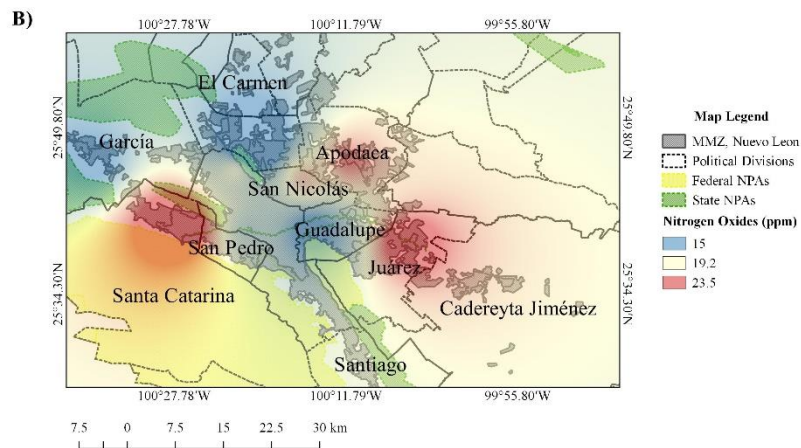 B)
100°27.78'W 100°11.79'W 99°55.80'W
25°49.80'N
25°49.80'N
El Carmen
García
Apodaca
San Nicolás
Guadalupe
San Pedro
Juárez
Santa Catarina
Cadereyta Jiménez
Santiago
25°34.30'N
25°34.30'N
100°27.78'W 100°11.79'W 99°55.80'W
7.5 0 7.5 15 22.5 30 km
Map Legend
MMZ, Nuevo Leon
Political Divisions
Federal NPAs
State NPAs
Nitrogen Oxides (ppm)
15
19.2
23.5